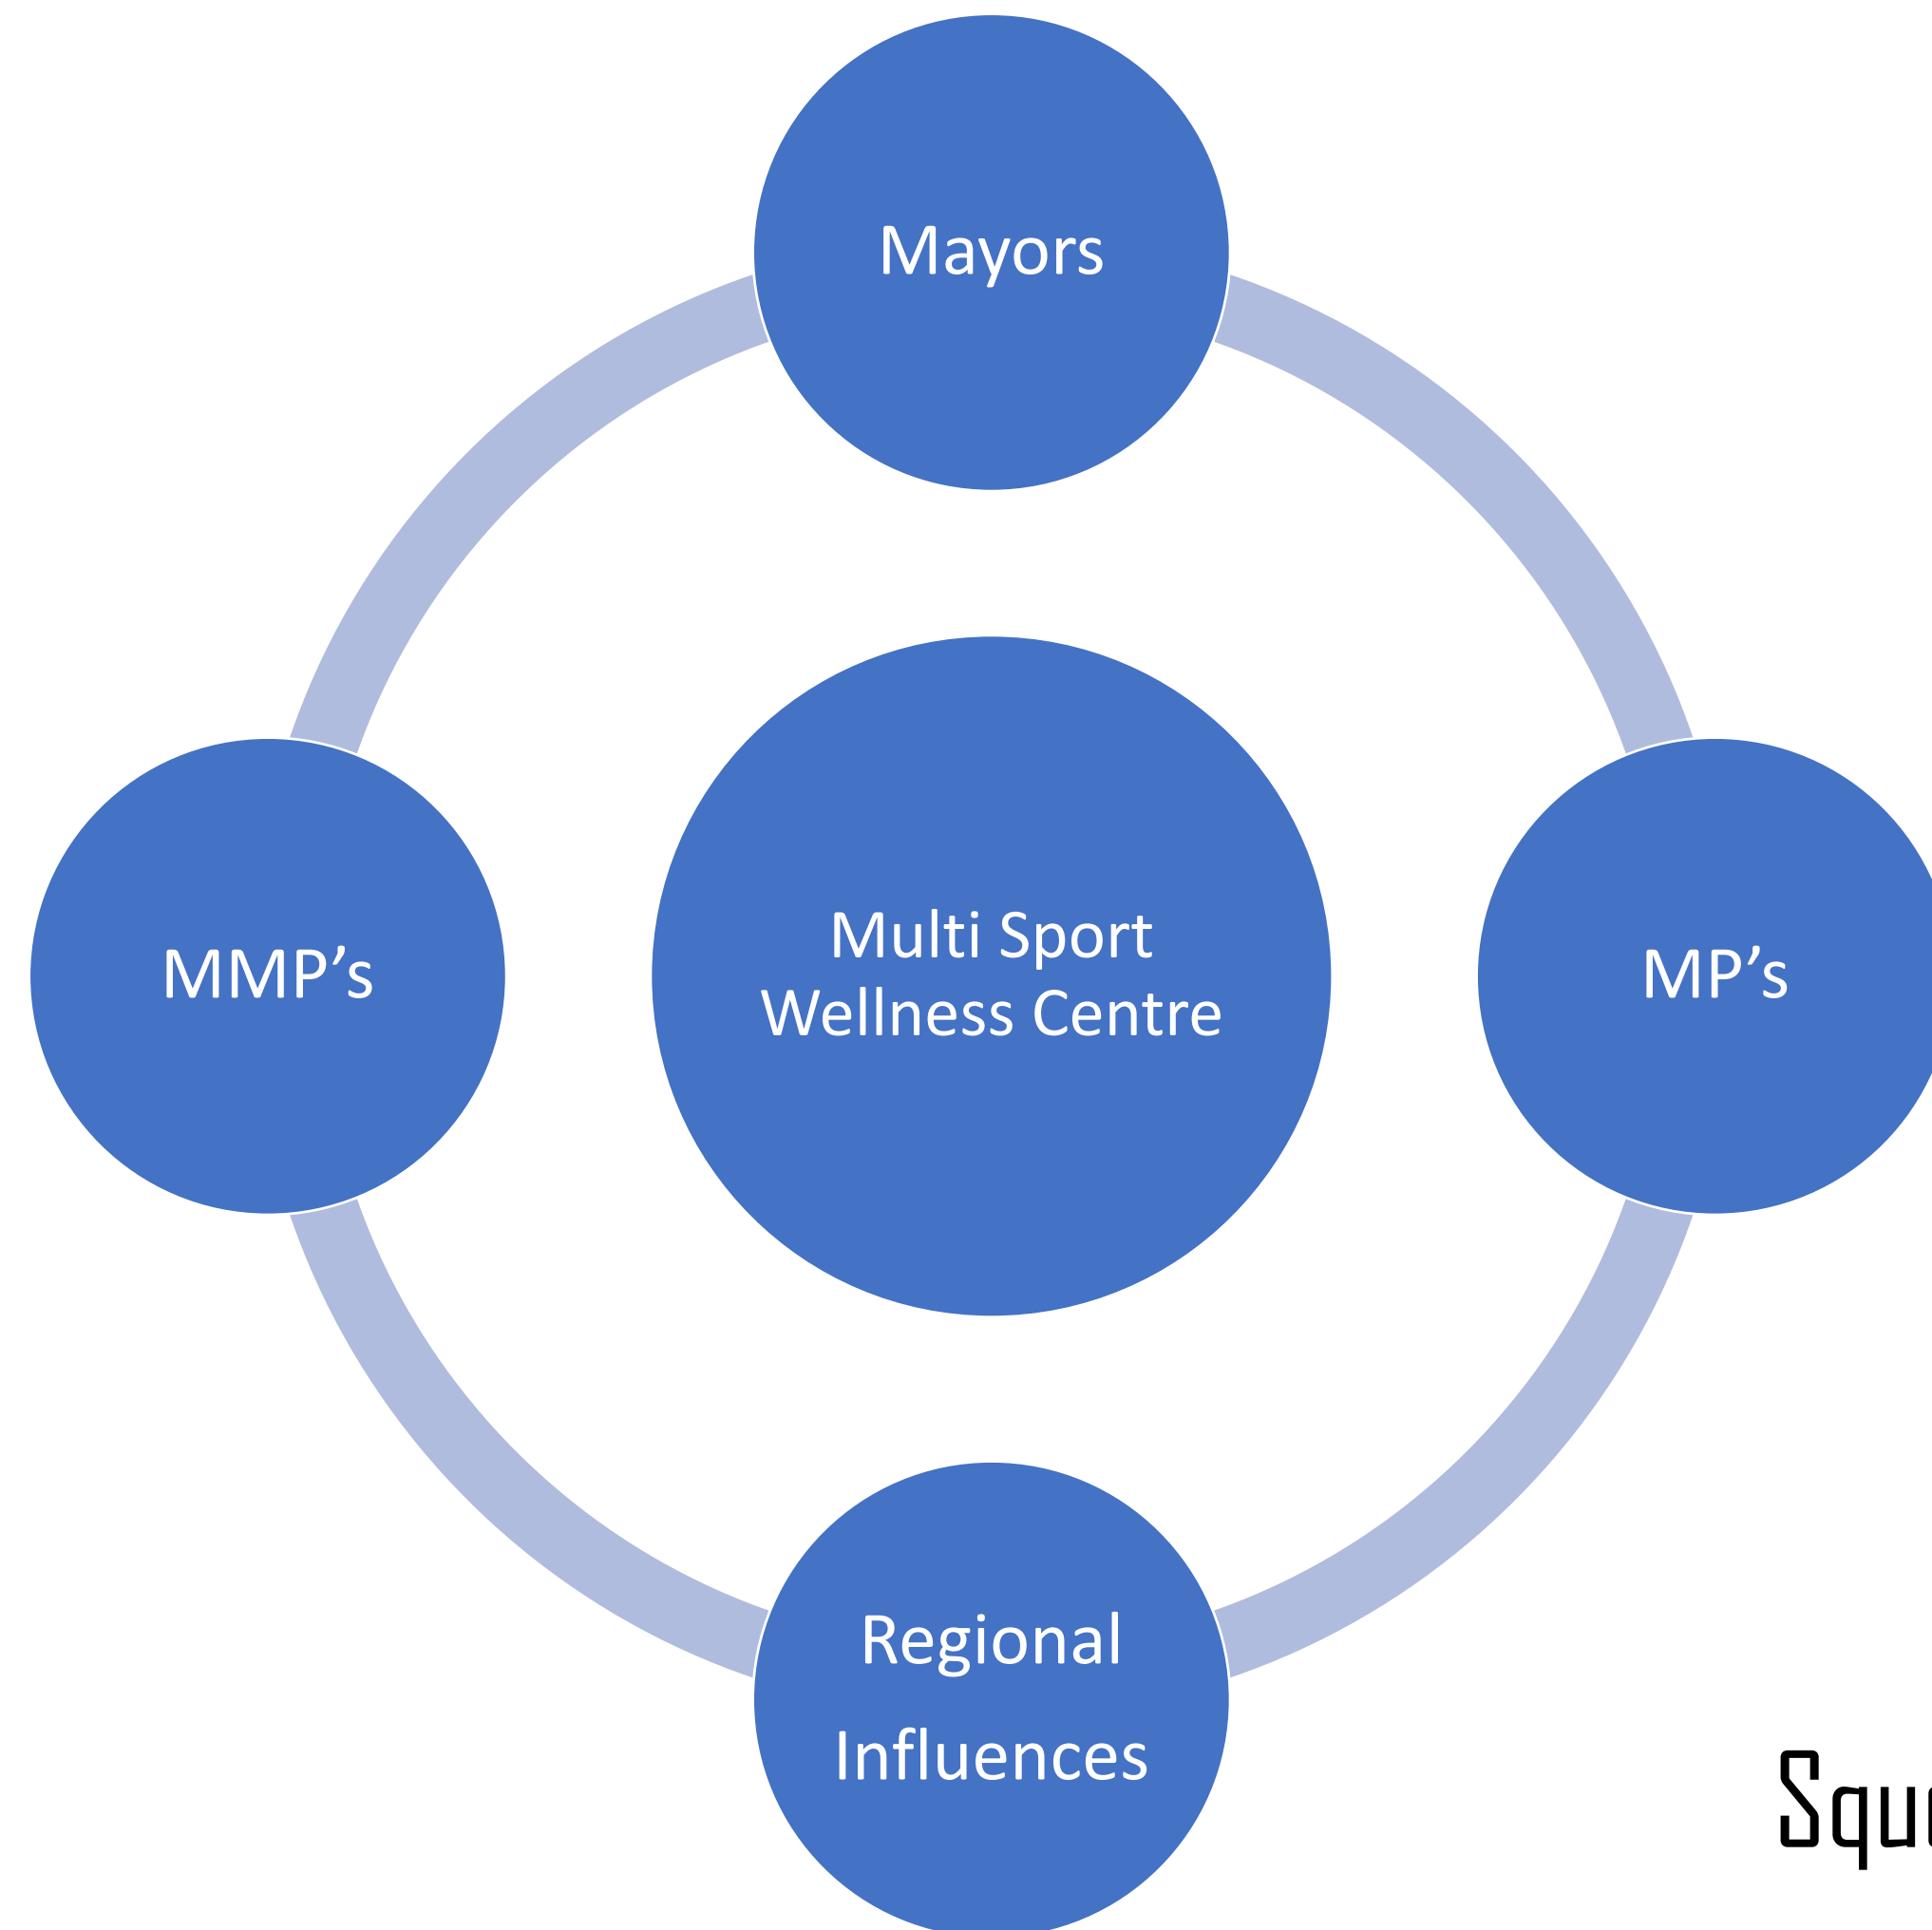 Mayors
MMP’s
Multi Sport
Wellness Centre
MP’s
Regional
Influences